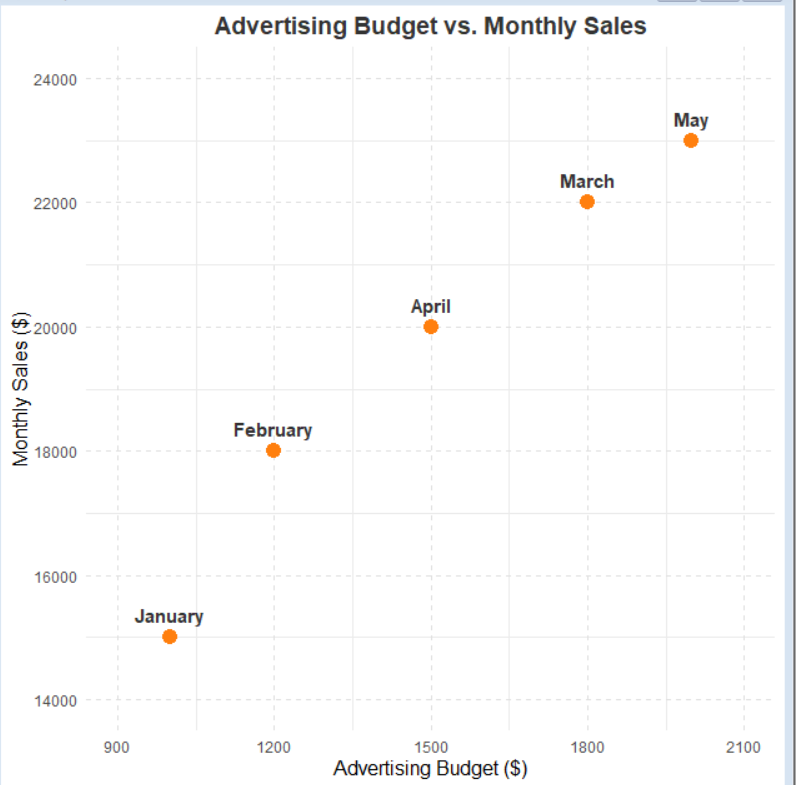 Advertising Budget vs. Monthly Sales
24000
May
March
22000
April
Monthly Sales ($)
20000
February
18000
16000
January
14000
900 1200 1500 1800 2100
Advertising Budget ($)